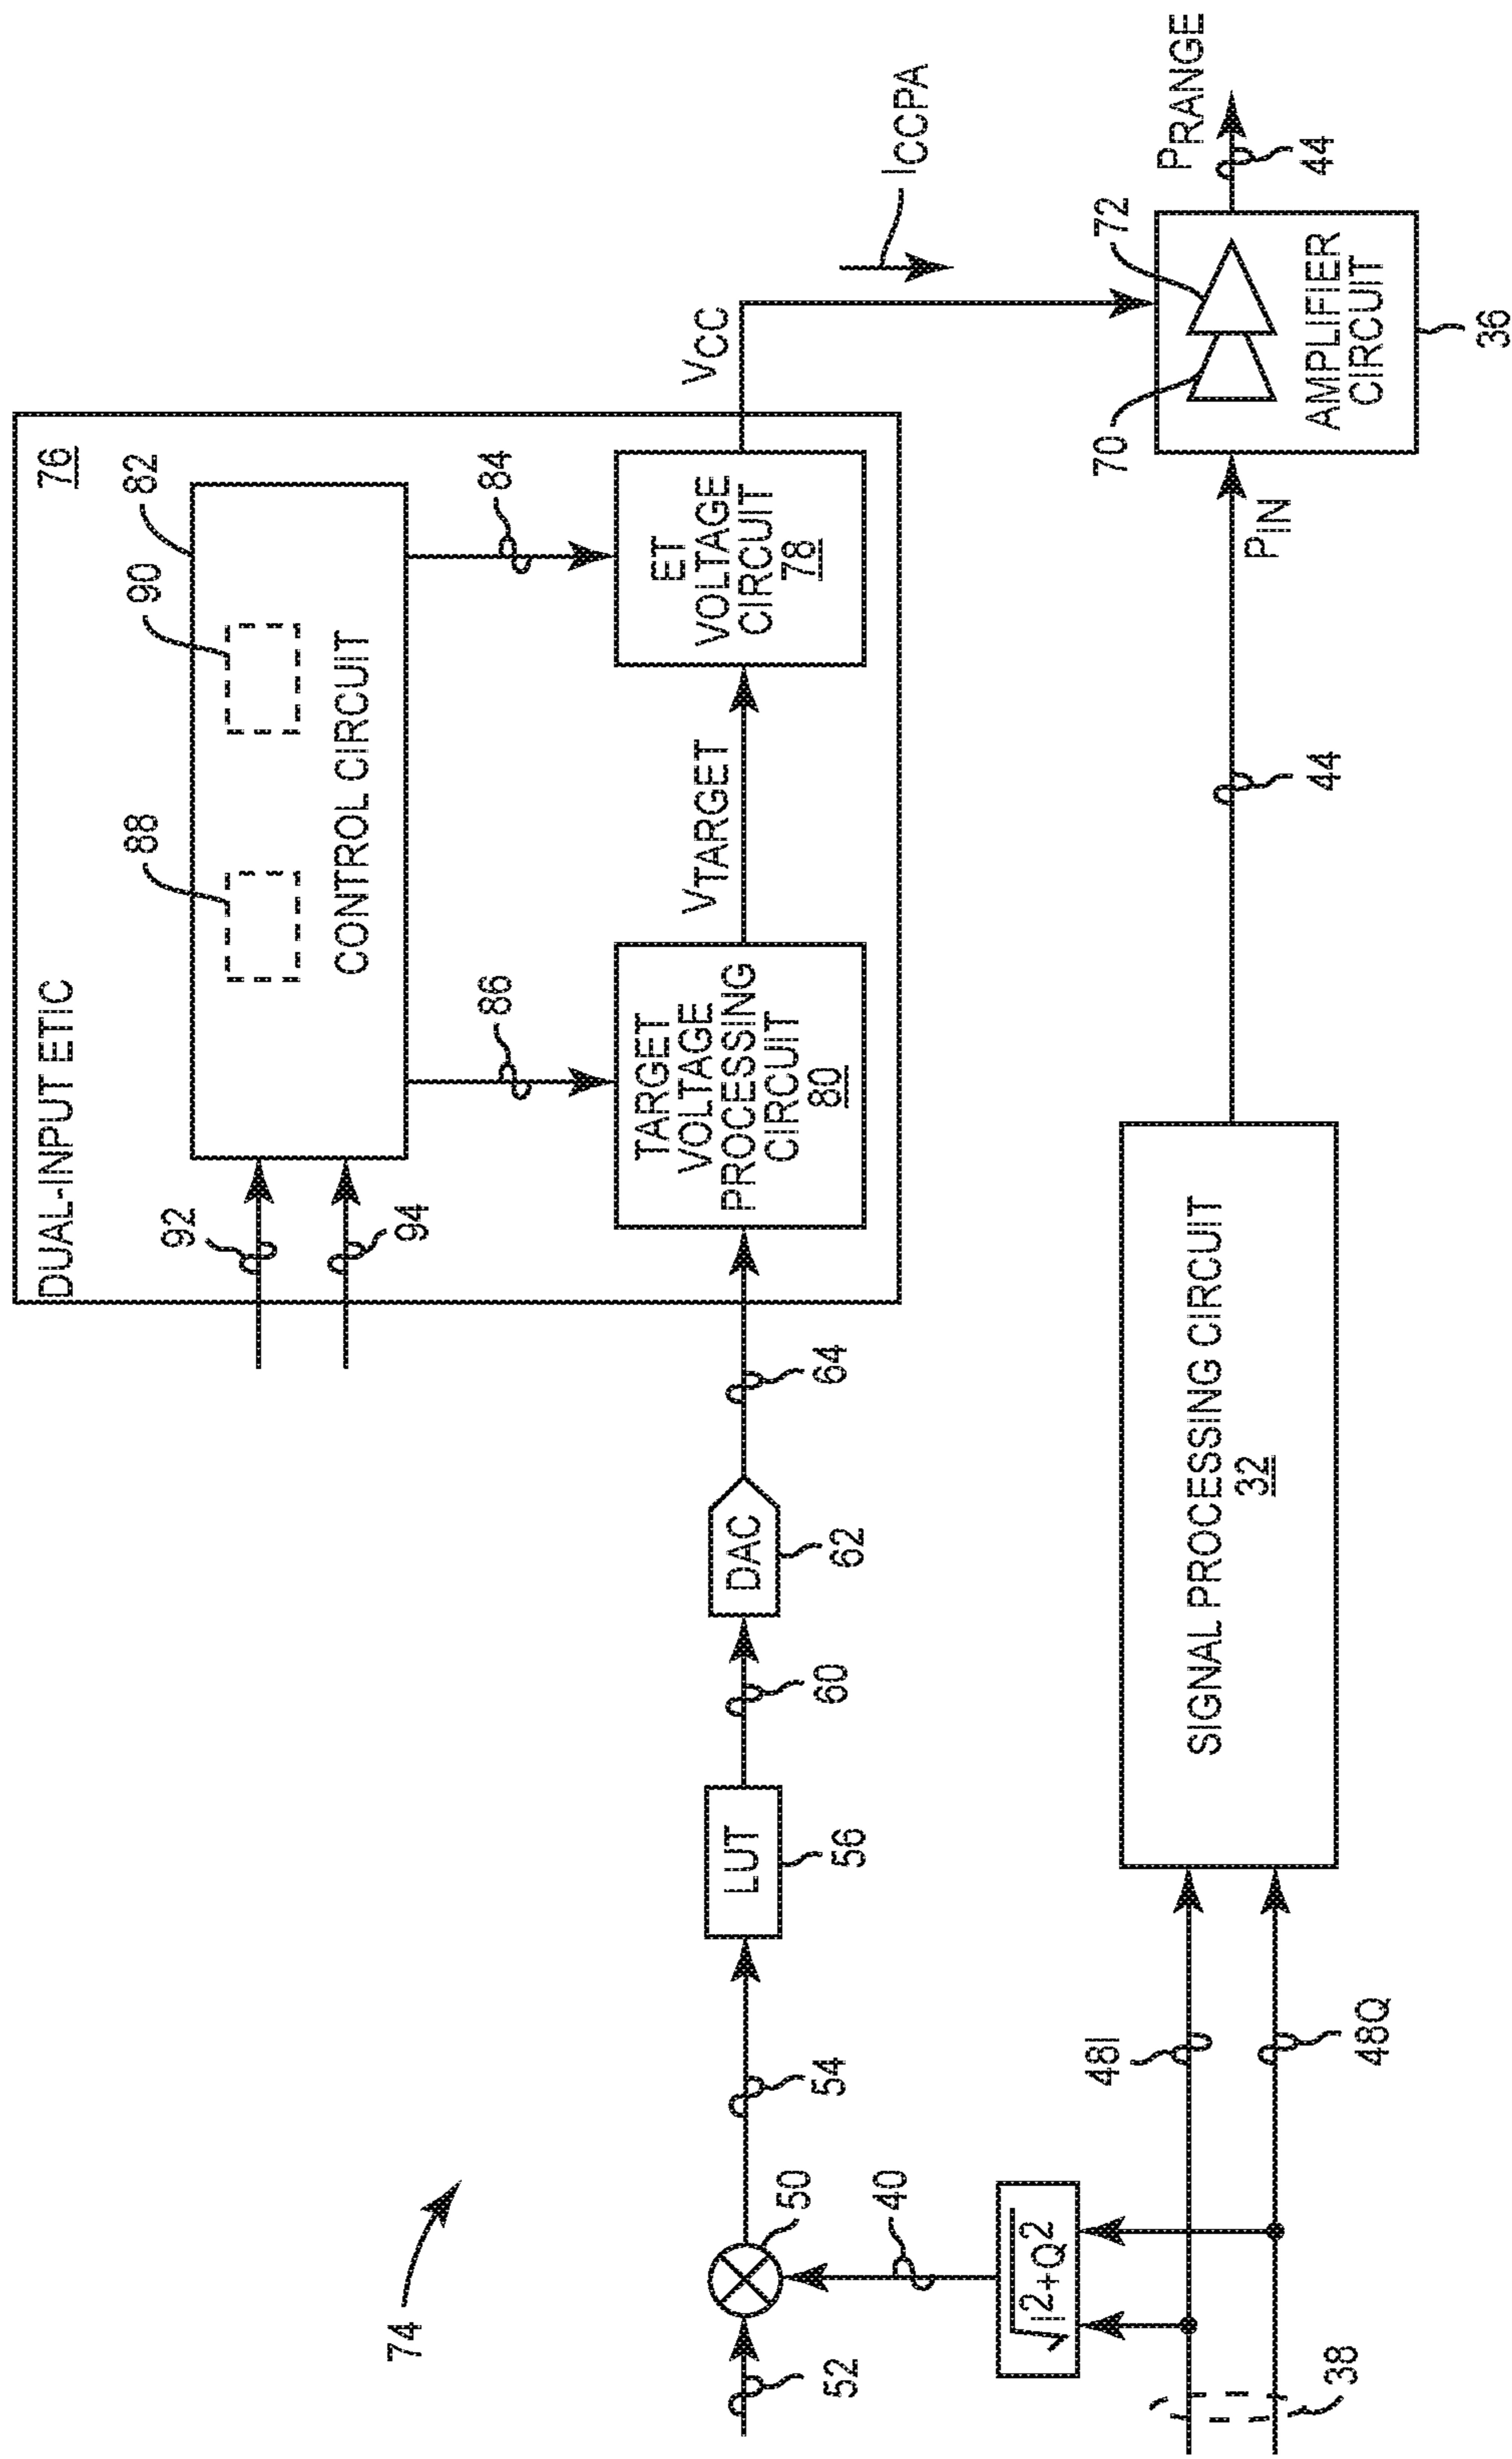 74
DUAL-INPUT ETIC
76
92
94
88
90
82
CONTROL CIRCUIT
86
84
52
50
54
LUT
56
60
DAC
62
64
TARGET
VOLTAGE
PROCESSING
CIRCUIT
80
VTARGET
ET
VOLTAGE
CIRCUIT
78
VCC
ICCPA
40
√I2+Q2
38
48I
48Q
SIGNAL PROCESSING CIRCUIT
32
44
PIN
70
72
AMPLIFIER
CIRCUIT
36
PRANGE
44